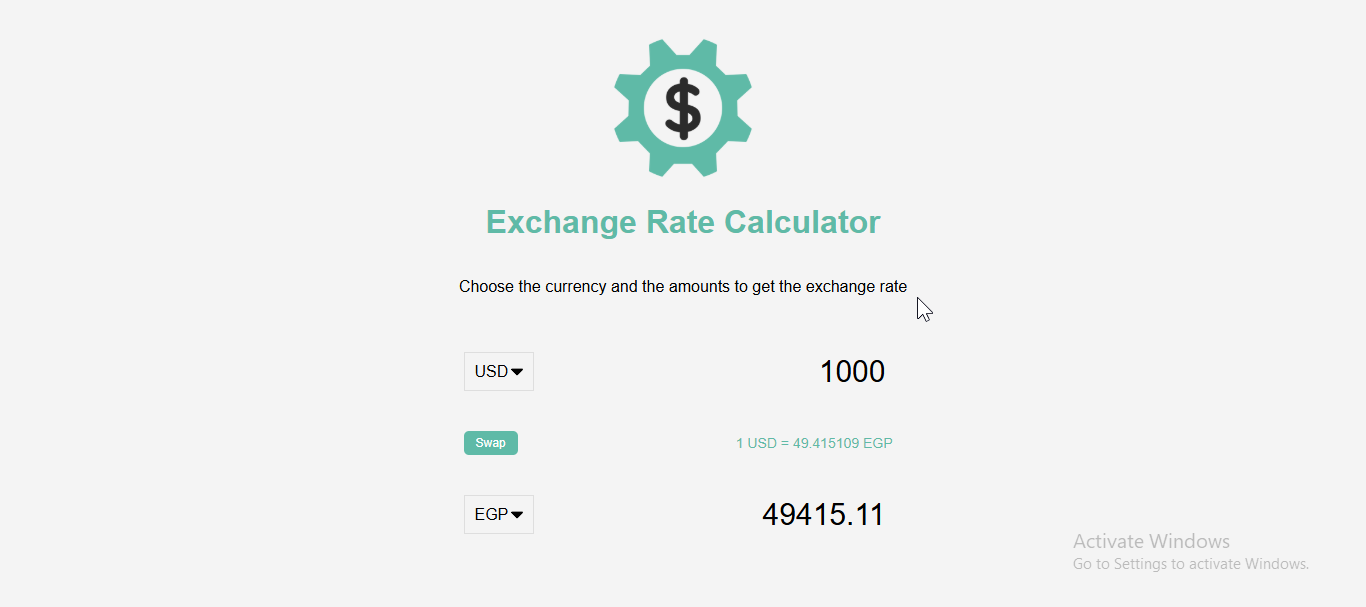 $
Exchange Rate Calculator
Choose the currency and the amounts to get the exchange rate
USD
1000
Swap
1 USD = 49.415109 EGP
EGP
49415.11
Activate Windows
Go to Settings to activate Windows.